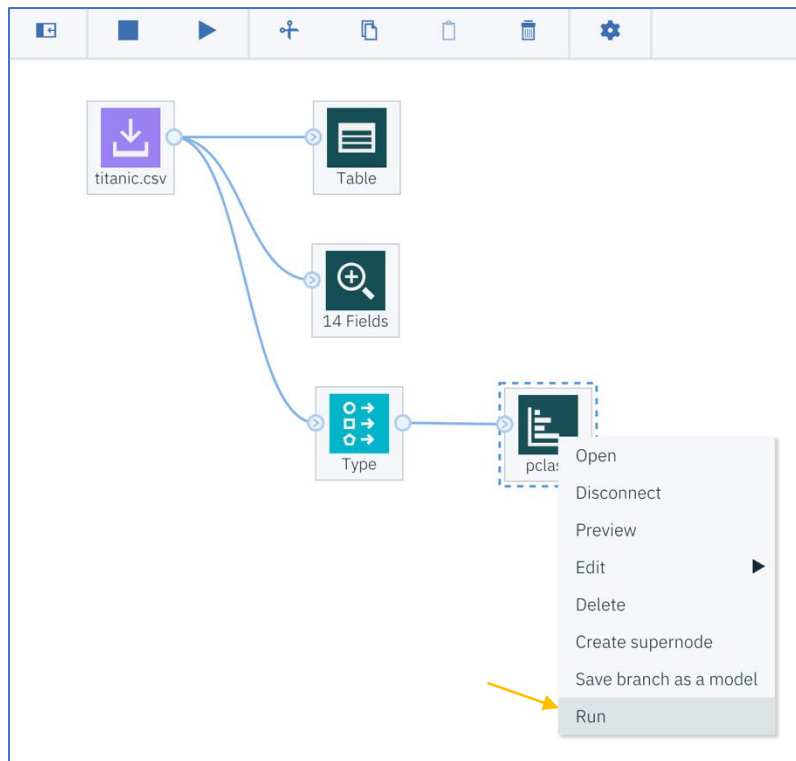 titanic.csv
Table
14 Fields
Type
pclas
Open
Disconnect
Preview
Edit
Delete
Create supernode
Save branch as a model
Run